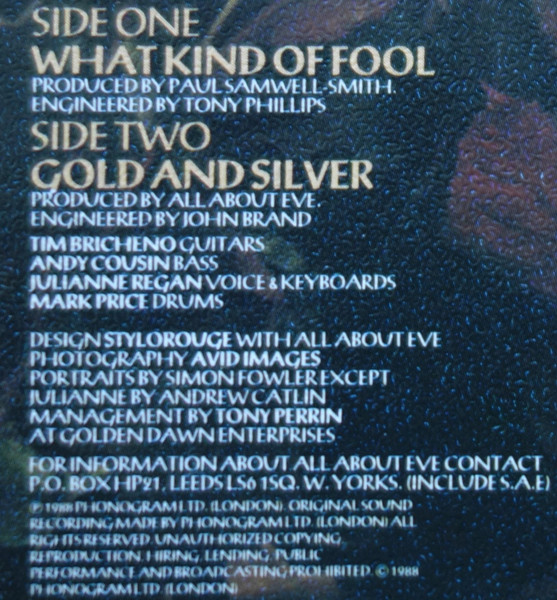 SIDE ONE
WHAT KIND OF FOOL
PRODUCED BY PAUL SAMWELL-SMITH.
ENGINEERED BY TONY PHILLIPS
SIDE TWO
GOLD AND SILVER
PRODUCED BY ALL ABOUT EVE.
ENGINEERED BY JOHN BRAND
TIM BRICHENO GUITARS
ANDY COUSIN BASS
JULIANNE REGAN VOICE & KEYBOARDS
MARK PRICE DRUMS
DESIGN STYLOROUGE WITH ALL ABOUT EVE
PHOTOGRAPHY AVID IMAGES
PORTRAITS BY SIMON FOWLER EXCEPT
JULIANNE BY ANDREW CATLIN
MANAGEMENT BY TONY PERRIN
AT GOLDEN DAWN ENTERPRISES
FOR INFORMATION ABOUT ALL ABOUT EVE CONTACT
P.O. BOX HP21, LEEDS LS6 1SQ. W. YORKS. (INCLUDE S.A.E)
℗ 1988 PHONOGRAM LTD. (LONDON). ORIGINAL SOUND
RECORDING MADE BY PHONOGRAM LTD. (LONDON) ALL
RIGHTS RESERVED. UNAUTHORIZED COPYING,
REPRODUCTION, HIRING, LENDING, PUBLIC
PERFORMANCE AND BROADCASTING PROHIBITED. © 1988
PHONOGRAM LTD. (LONDON)